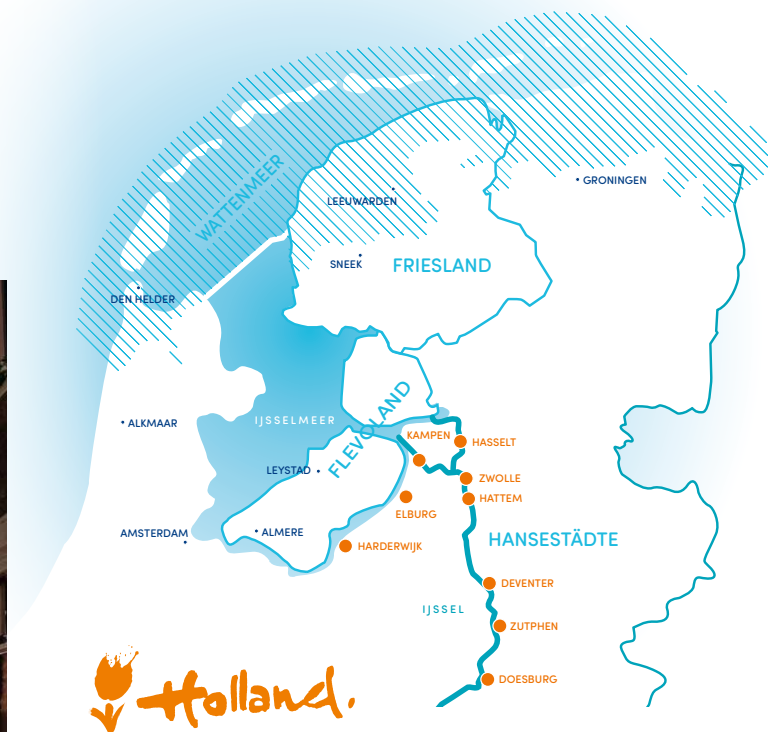 WATTENMEER
GRONINGEN
LEEUWARDEN
SNEEK
FRIESLAND
DEN HELDER
FLEVOLAND
ALKMAAR
IJSSELMEER
KAMPEN
HASSELT
LEYSTAD
ZWOLLE
HATTEM
ELBURG
AMSTERDAM
ALMERE
HANSESTÄDTE
HARDERWIJK
DEVENTER
IJSSEL
ZUTPHEN
DOESBURG
Holland.